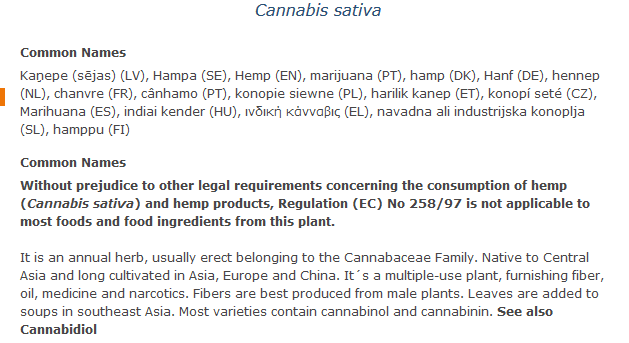 Cannabis sativa
Common Names
Kaņepe (sējas) (LV), Hampa (SE), Hemp (EN), marijuana (PT), hamp (DK), Hanf (DE), hennep
(NL), chanvre (FR), cânhamo (PT), konopie siewne (PL), harilik kanep (ET), konopí seté (CZ),
Marihuana (ES), indiai kender (HU), ινδική κάνναβις (EL), navadna ali industrijska konoplja
(SL), hamppu (FI)
Common Names
Without prejudice to other legal requirements concerning the consumption of hemp
(Cannabis sativa) and hemp products, Regulation (EC) No 258/97 is not applicable to
most foods and food ingredients from this plant.
It is an annual herb, usually erect belonging to the Cannabaceae Family. Native to Central
Asia and long cultivated in Asia, Europe and China. It´s a multiple-use plant, furnishing fiber,
oil, medicine and narcotics. Fibers are best produced from male plants. Leaves are added to
soups in southeast Asia. Most varieties contain cannabinol and cannabinin. See also
Cannabidiol